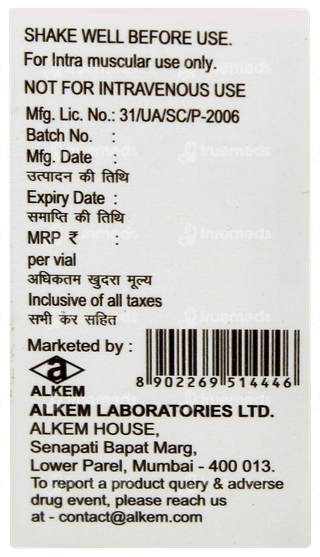 SHAKE WELL BEFORE USE.
For Intra muscular use only.
NOT FOR INTRAVENOUS USE
Mfg. Lic. No.: 31/UA/SC/P-2006
Batch No. :
Mfg. Date :
उत्पादन की तिथि
Expiry Date :
समाप्ति की तिथि
MRP ₹ :
per vial
अधिकतम खुदरा मूल्य
Inclusive of all taxes
सभी कर सहित
Marketed by :
a
ALKEM
8 902269 514446
ALKEM LABORATORIES LTD.
ALKEM HOUSE,
Senapati Bapat Marg,
Lower Parel, Mumbai - 400 013.
To report a product query & adverse
drug event, please reach us
at - contact@alkem.com
truemeds